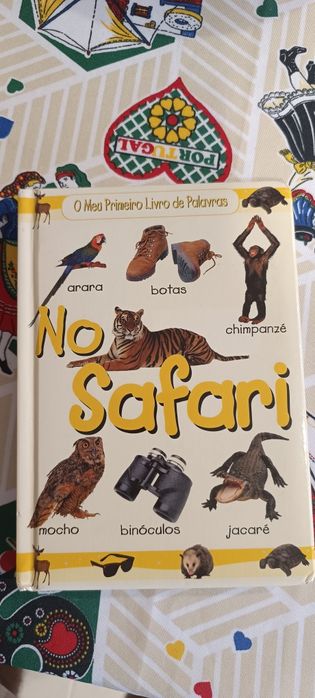 PORTUGAL
O Meu Primeiro Livro de Palavras
arara
botas
chimpanzé
No
Safari
mocho
binóculos
jacaré